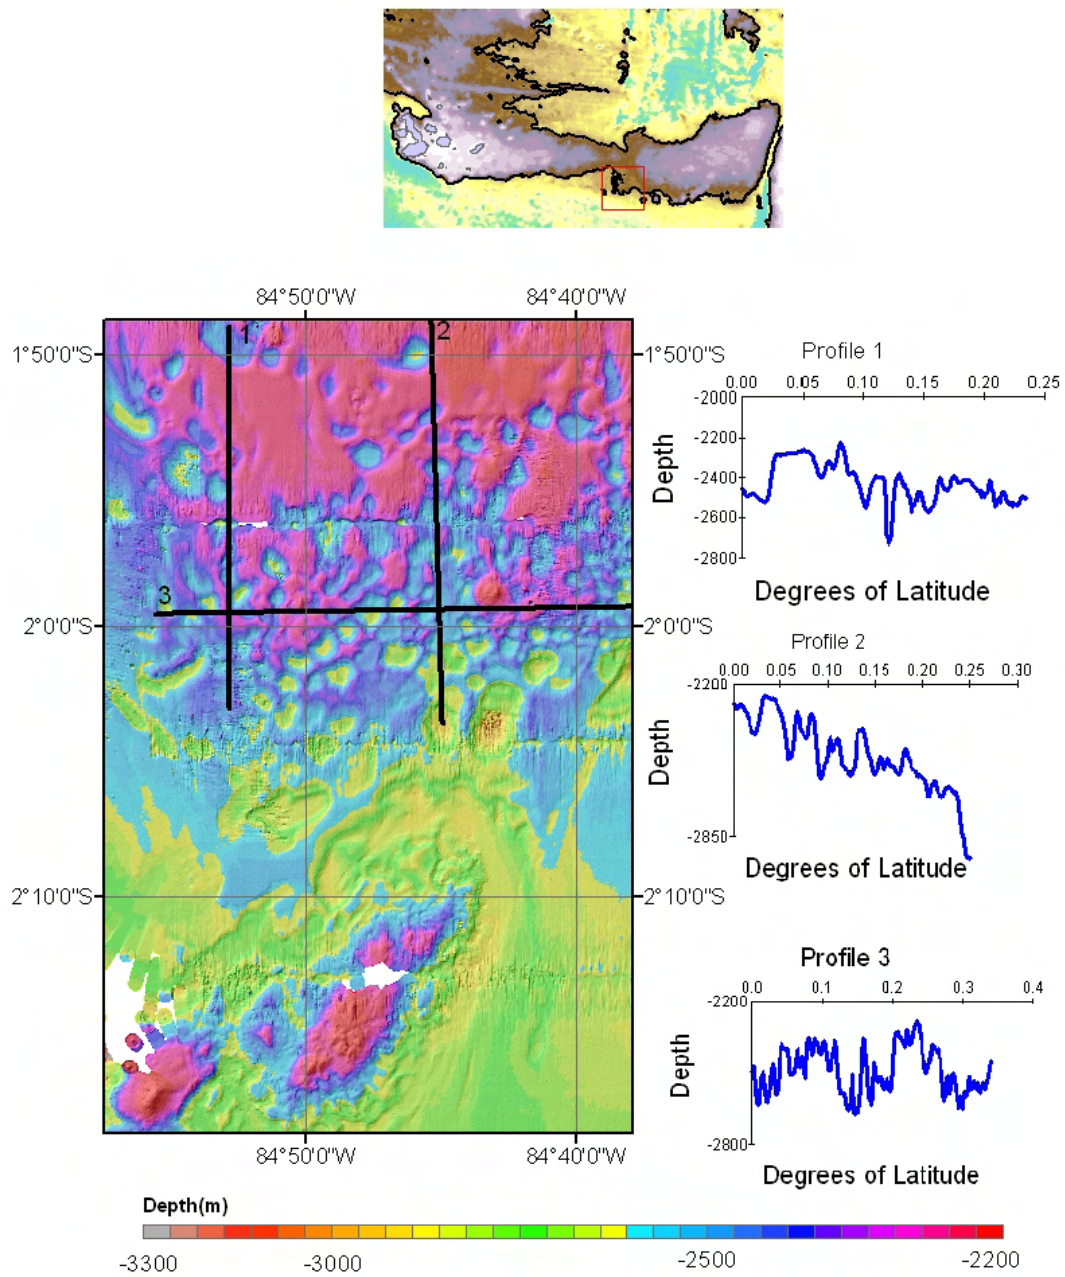 84°50'0"W 84°40'0"W
1 2
1°50'0"S 1°50'0"S
3
2°0'0"S 2°0'0"S
2°10'0"S 2°10'0"S
84°50'0"W 84°40'0"W
Profile 1
0.00 0.05 0.10 0.15 0.20 0.25
-2000
-2200
-2400
-2600
-2800
Depth
Degrees of Latitude
Profile 2
0.00 0.05 0.10 0.15 0.20 0.25 0.30
-2200
-2850
Depth
Degrees of Latitude
Profile 3
0.0 0.1 0.2 0.3 0.4
-2200
-2800
Depth
Degrees of Latitude
Depth(m)
-3300 -3000 -2500 -2200